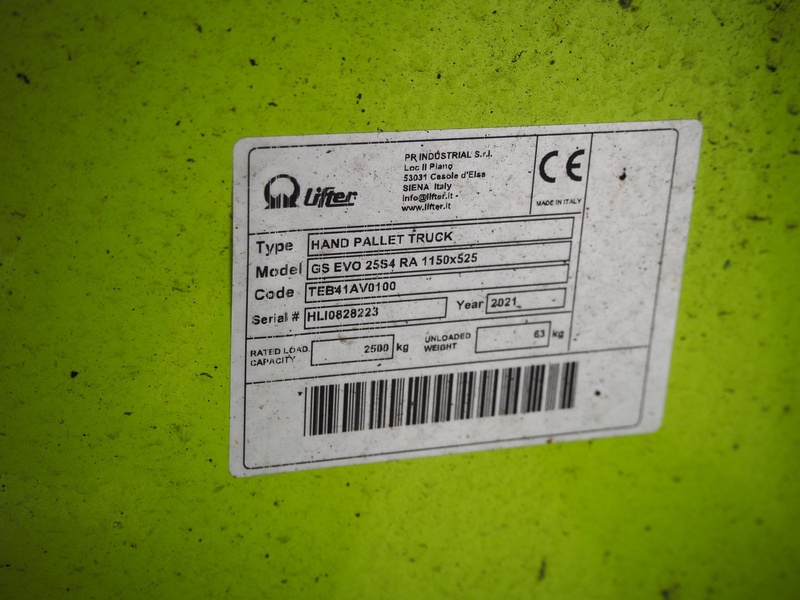 Lifter
PR INDUSTRIAL S.r.l.
Loc Il Piano
53031 Casole d'Elsa
SIENA Italy
info@lifter.it -
www.lifter.it
CE
MADE IN ITALY
Type HAND PALLET TRUCK
Model GS EVO 25S4 RA 1150x525
Code TEB41AV0100
Serial # HLI0828223 Year 2021
RATED LOAD CAPACITY 2500 kg UNLOADED WEIGHT 63 kg